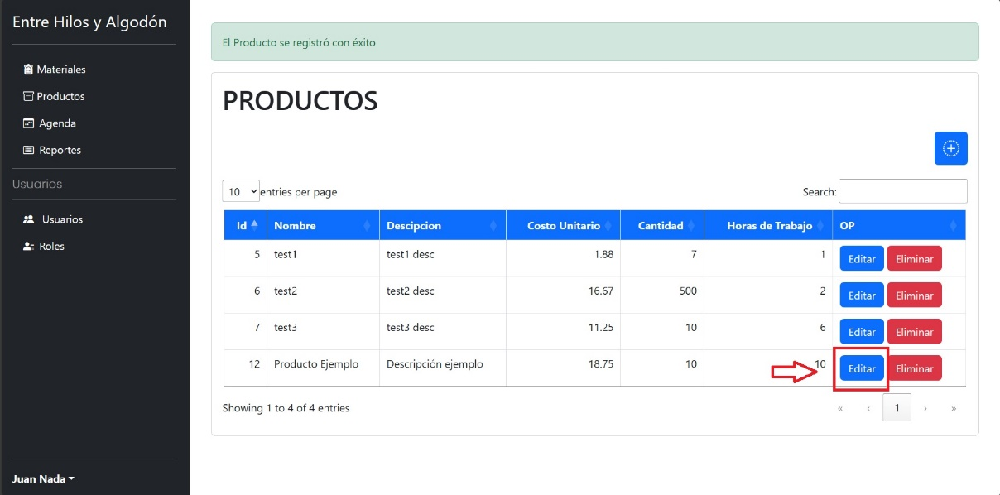 Entre Hilos y Algodón
Materiales
Productos
Agenda
Reportes
Usuarios
Usuarios
Roles
Juan Nada
El Producto se registró con éxito
PRODUCTOS
10 entries per page
Search:
Id Nombre Descipcion Costo Unitario Cantidad Horas de Trabajo OP
5 test1 test1 desc 1.88 7 1 Editar Eliminar
6 test2 test2 desc 16.67 500 2 Editar Eliminar
7 test3 test3 desc 11.25 10 6 Editar Eliminar
12 Producto Ejemplo Descripción ejemplo 18.75 10 10 Editar Eliminar
Showing 1 to 4 of 4 entries
« ‹ 1 › »